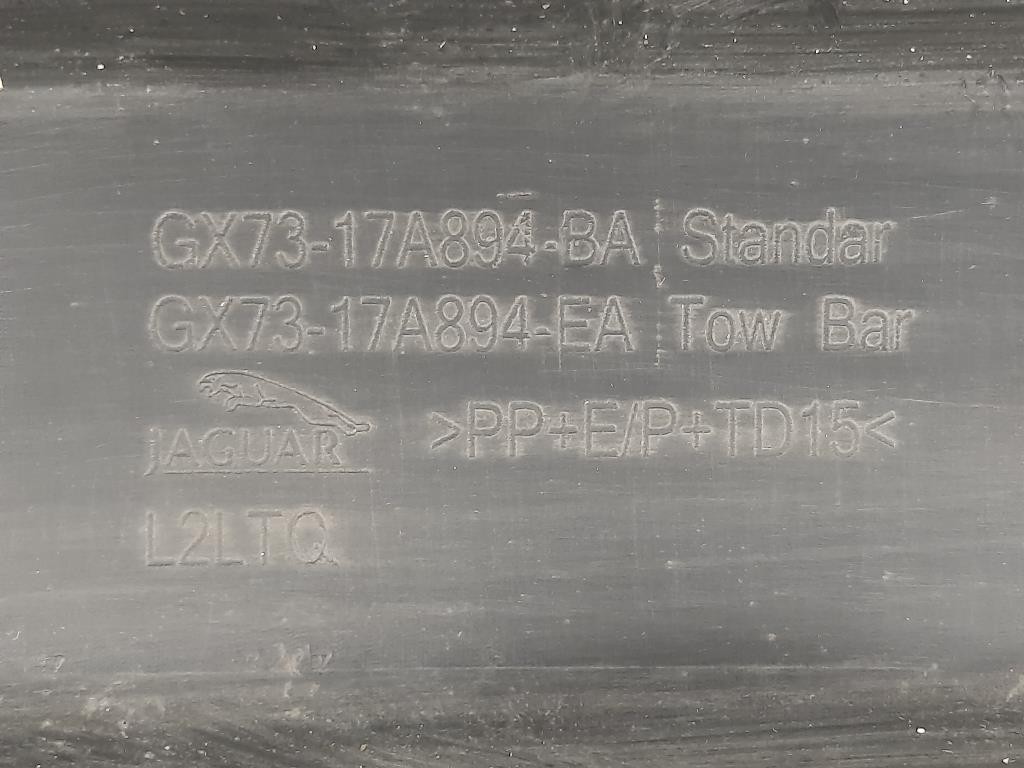 GX73-17A894-BA Standar
GX73-17A894-EA Tow Bar
JAGUAR >PP+E/P+TD15<
L2LTQ